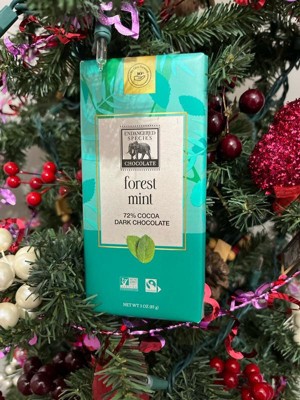 ENDANGERED
SPECIES
CHOCOLATE
forest
mint
72% COCOA
DARK CHOCOLATE
NET WT 3 OZ (85 g)